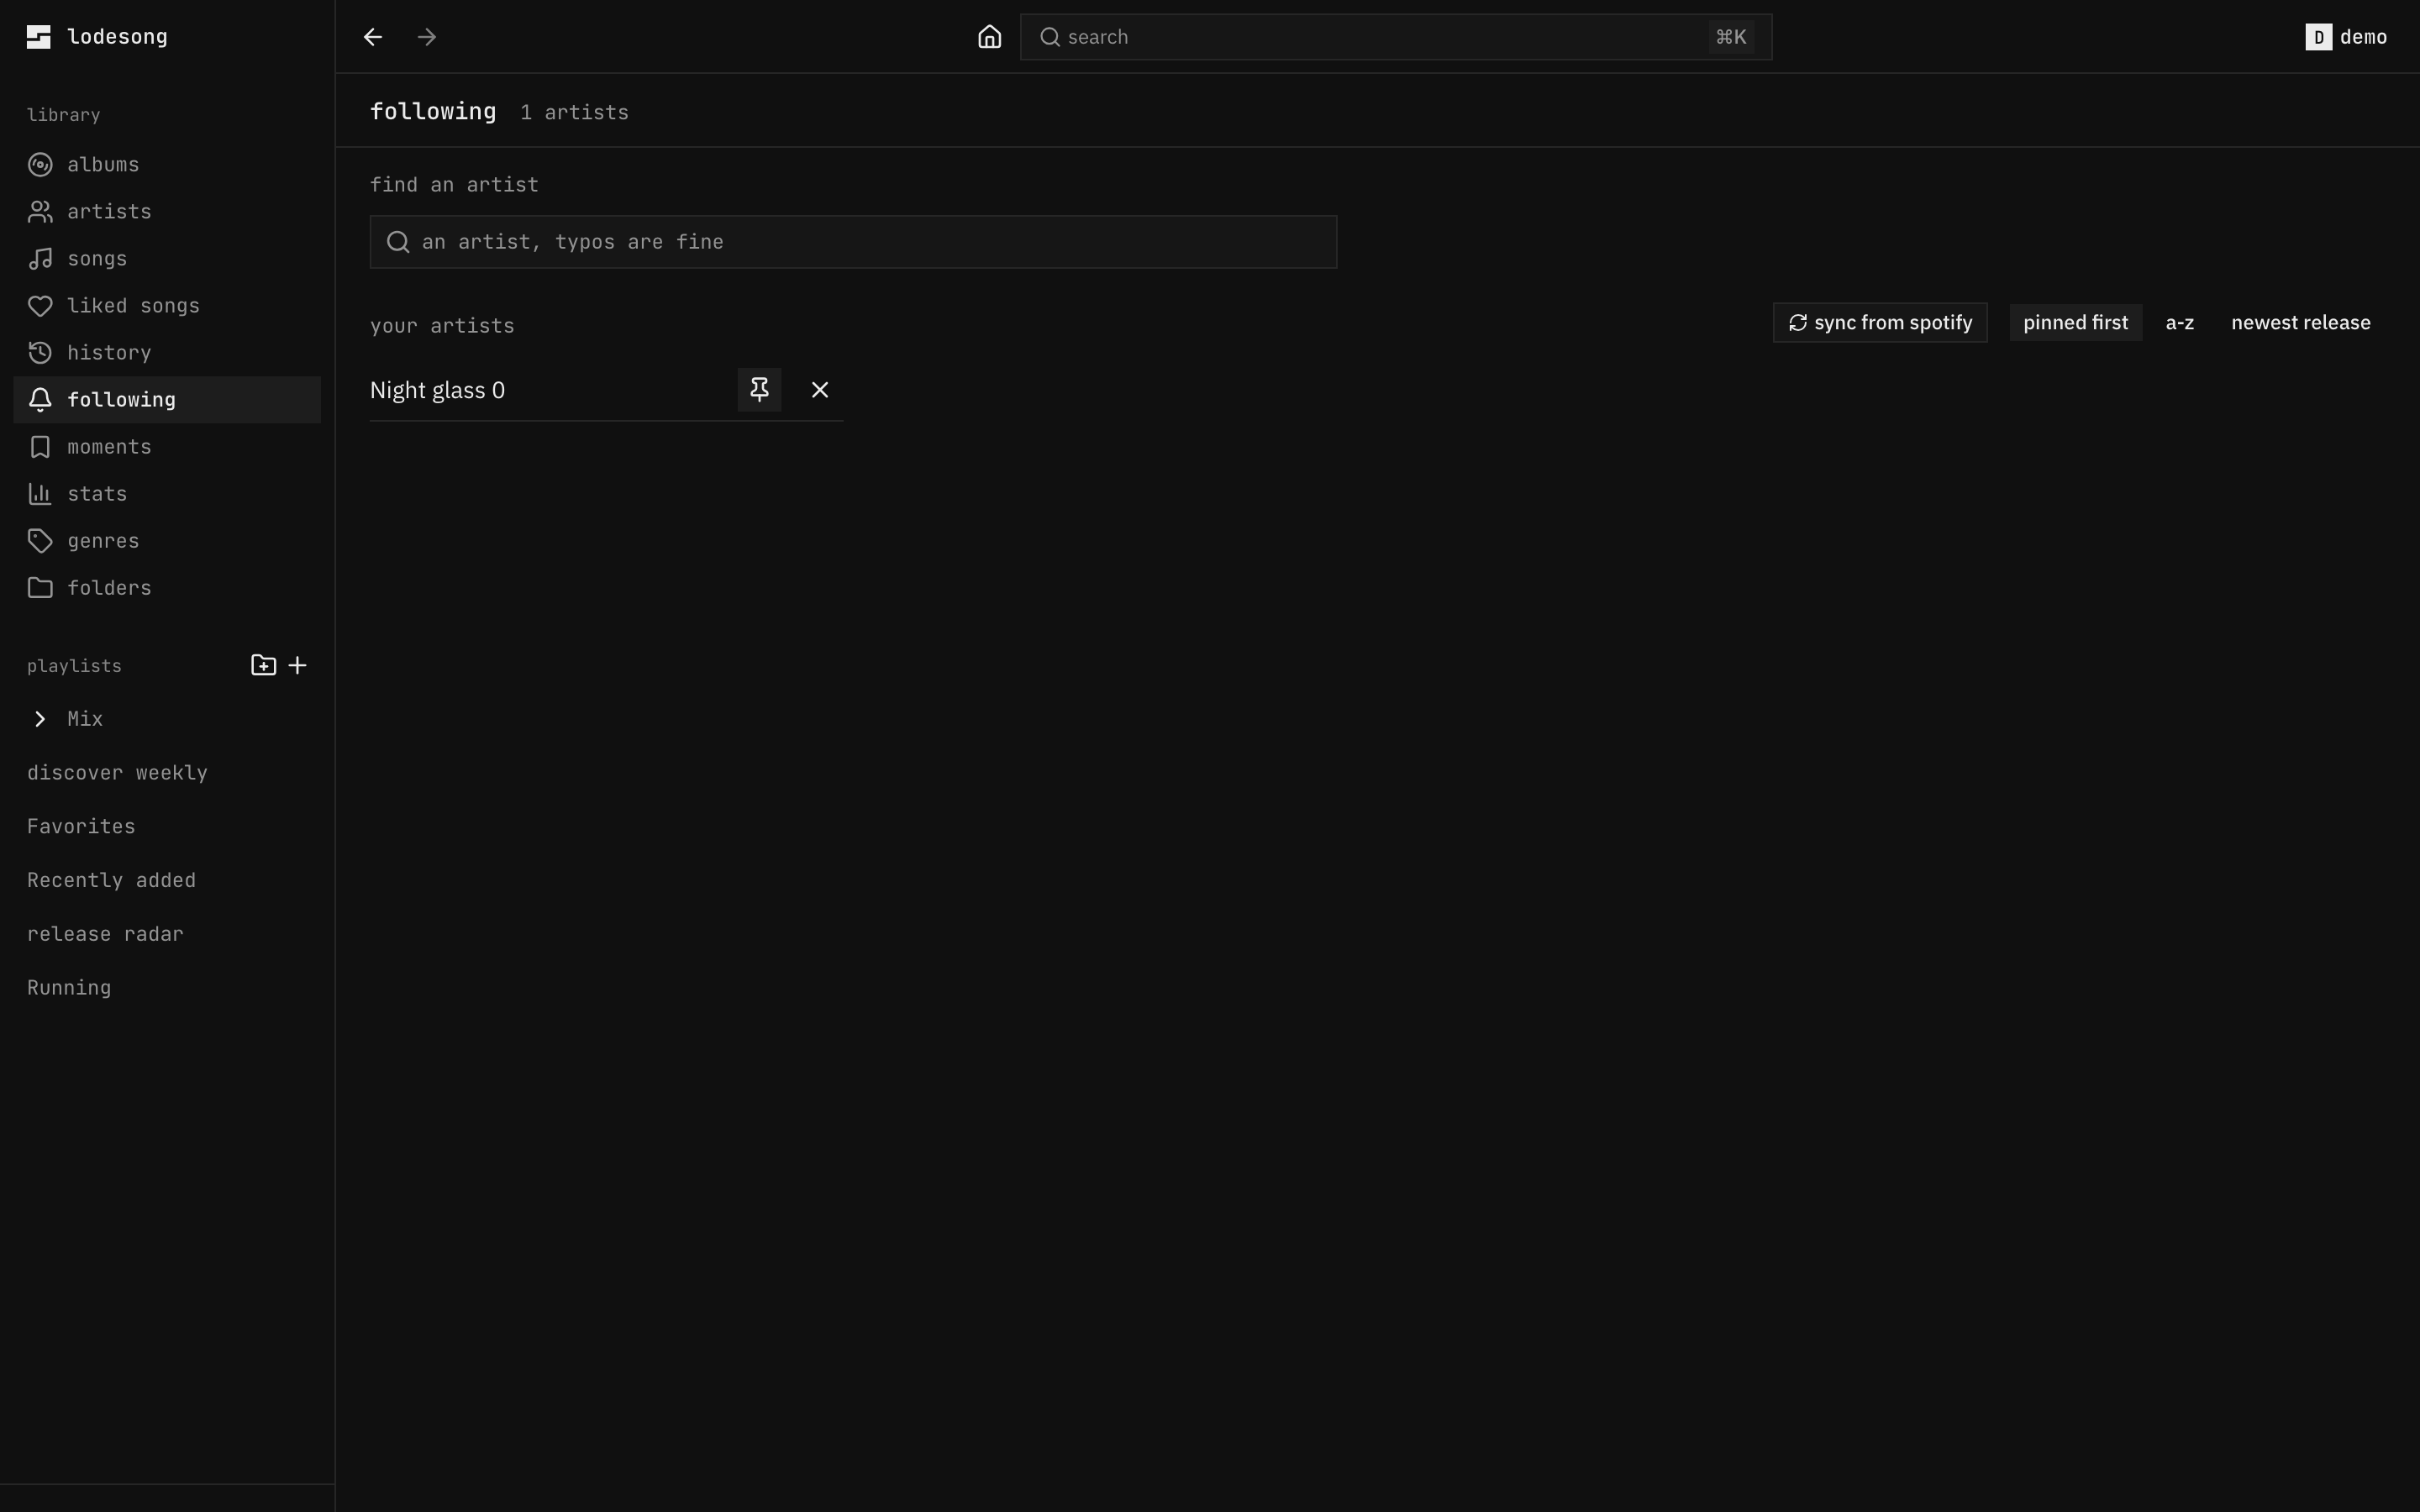 lodesong
search
⌘K
D demo
library
albums
artists
songs
liked songs
history
following
moments
stats
genres
folders
playlists
Mix
discover weekly
Favorites
Recently added
release radar
Running
following 1 artists
find an artist
an artist, typos are fine
your artists
sync from spotify pinned first a-z newest release
Night glass 0